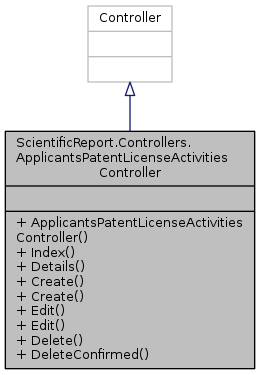 Controller
ScientificReport.Controllers.
ApplicantsPatentLicenseActivities
Controller
+ ApplicantsPatentLicenseActivities
Controller()
+ Index()
+ Details()
+ Create()
+ Create()
+ Edit()
+ Edit()
+ Delete()
+ DeleteConfirmed()